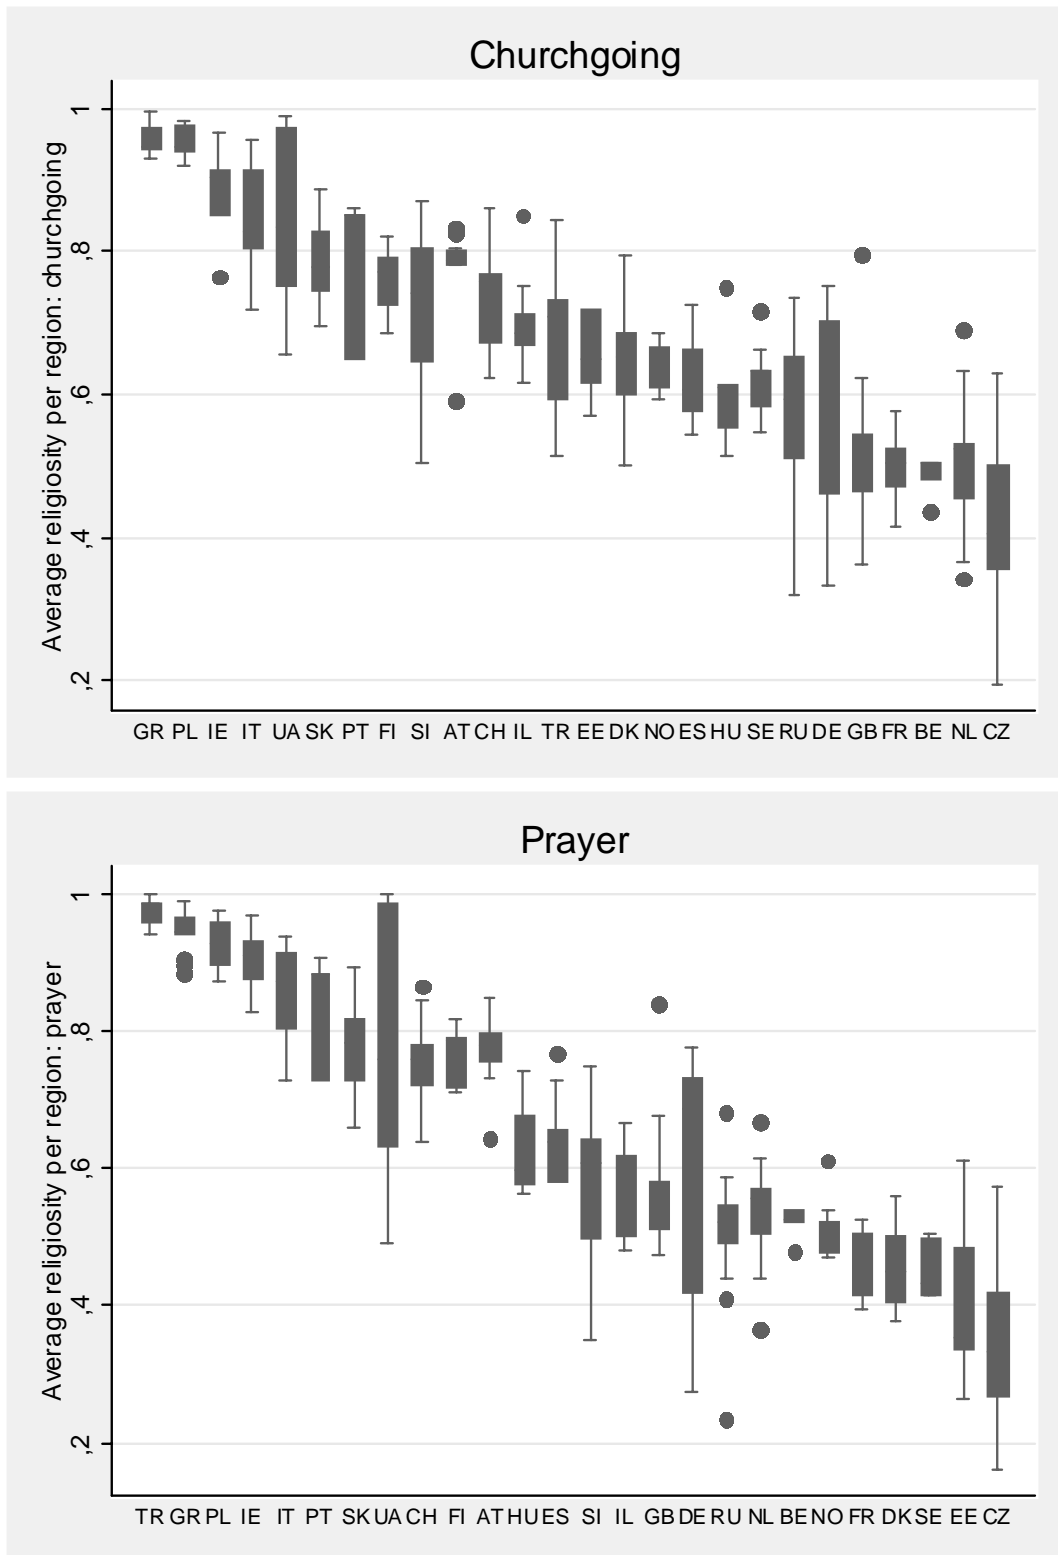 Churchgoing
Average religiosity per region: churchgoing
1
,8
,6
,4
,2
GR PL IE IT UA SK PT FI SI AT CH IL TR EE DK NO ES HU SE RU DE GB FR BE NL CZ
Prayer
Average religiosity per region: prayer
1
,8
,6
,4
,2
TR GR PL IE IT PT SK UA CH FI AT HU ES SI IL GB DE RU NL BE NO FR DK SE EE CZ